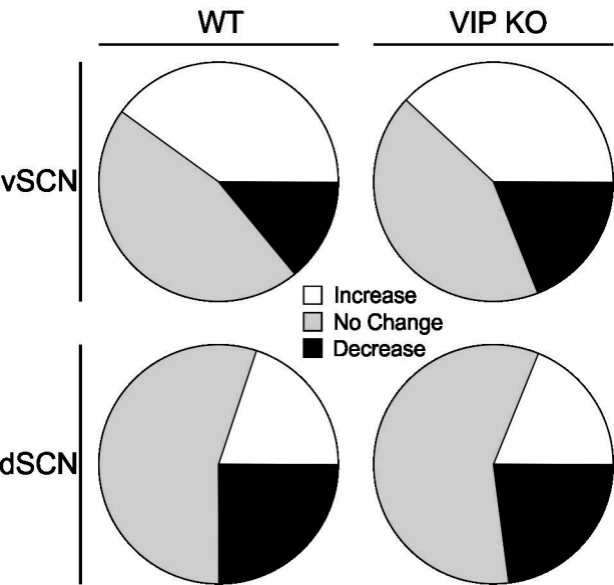 WT
VIP KO
vSCN
Increase
No Change
Decrease
dSCN